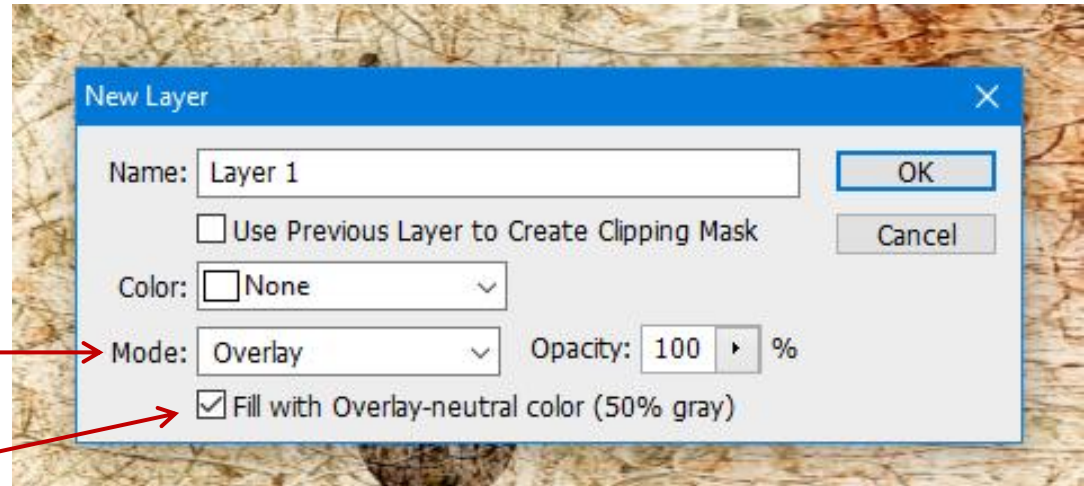 New Layer
Name: Layer 1 OK
Use Previous Layer to Create Clipping Mask Cancel
Color: None
Mode: Overlay Opacity: 100 %
Fill with Overlay-neutral color (50% gray)